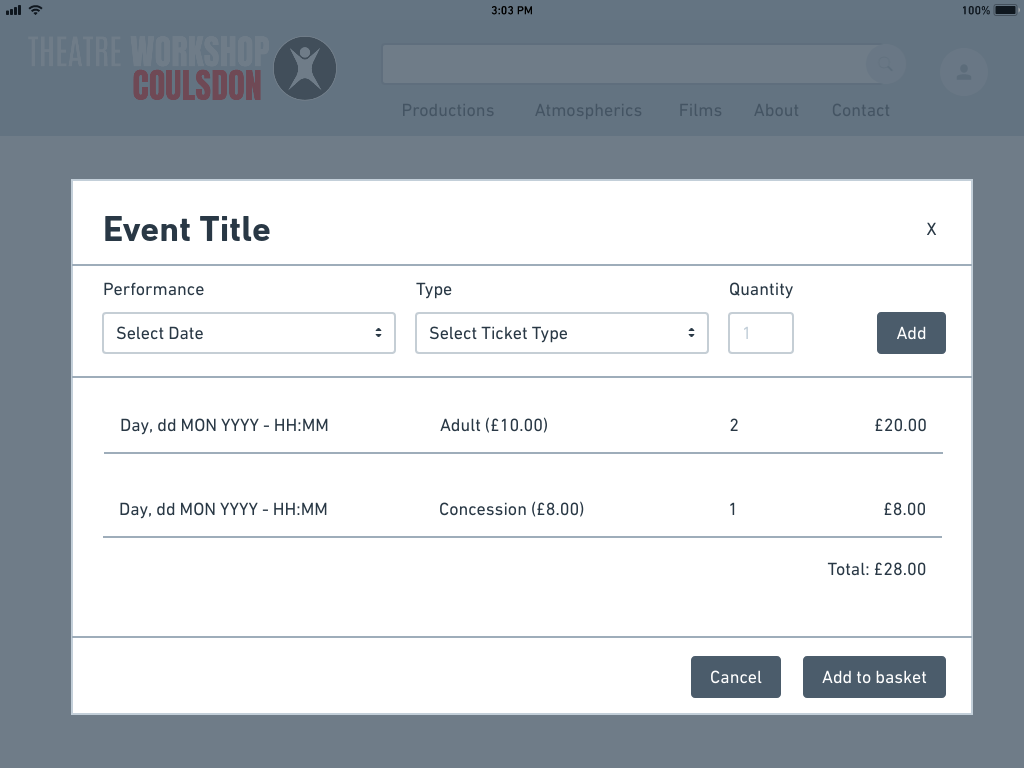 3:03 PM
100%
THEATRE WORKSHOP
COULSDON
Productions Atmospherics Films About Contact
Event Title
X
Performance Type Quantity
Select Date Select Ticket Type 1 Add
Day, dd MON YYYY - HH:MM Adult (£10.00) 2 £20.00
Day, dd MON YYYY - HH:MM Concession (£8.00) 1 £8.00
Total: £28.00
Cancel Add to basket